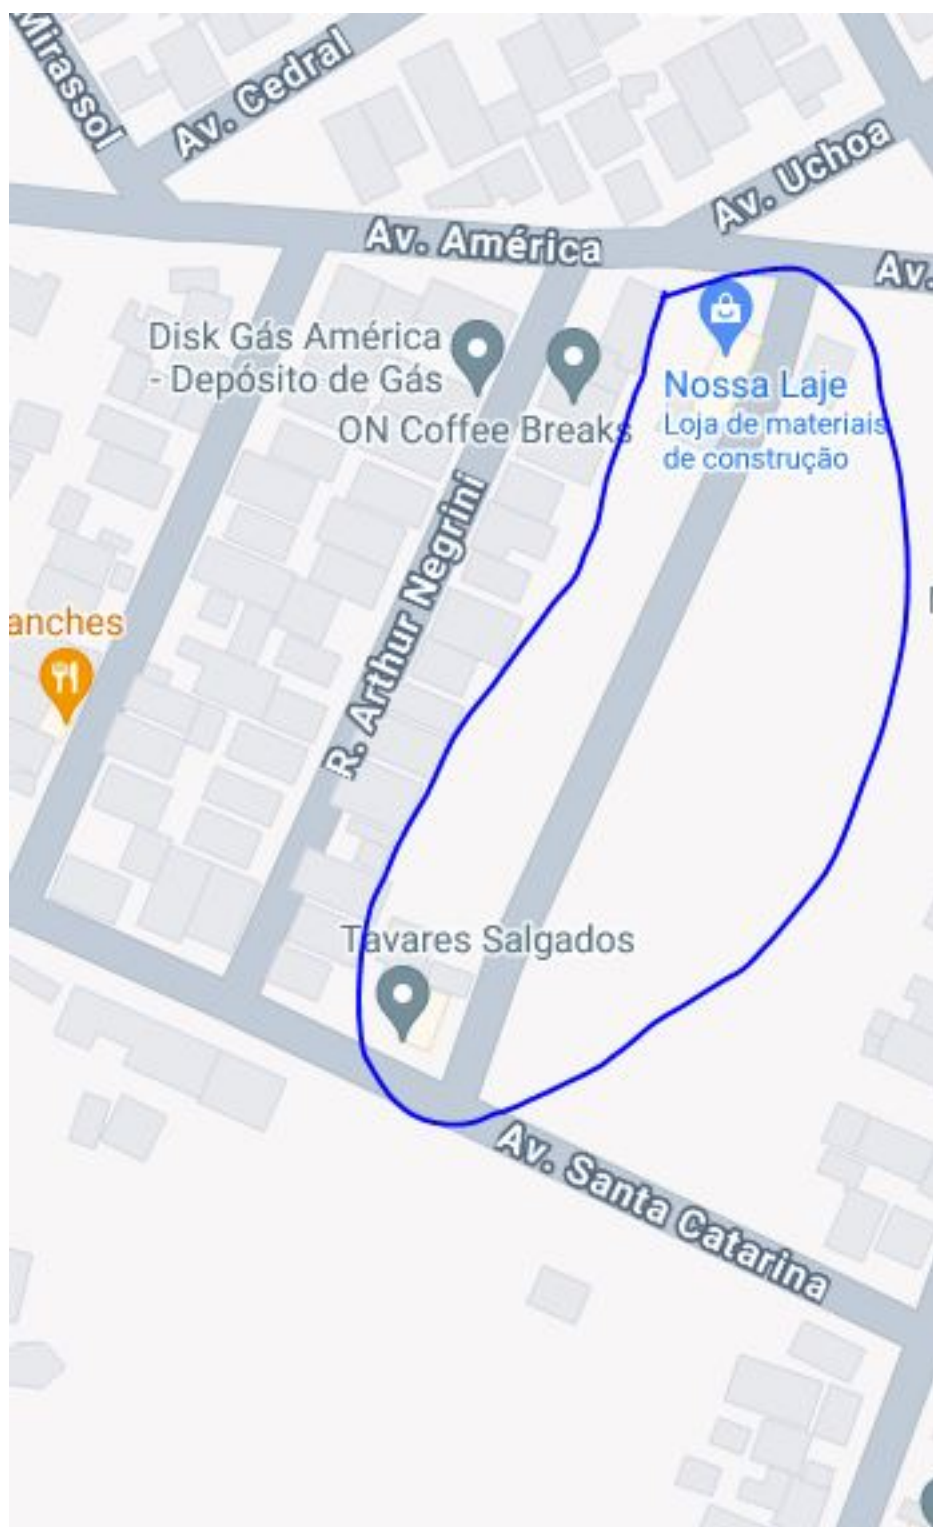 Mirassol
Av. Cedral
Av. Uchoa
Av. América
Av.
Disk Gás América
- Depósito de Gás
ON Coffee Breaks
Nossa Laje
Loja de materiais
de construção
R. Arthur Negrini
anches
Tavares Salgados
Av. Santa Catarina